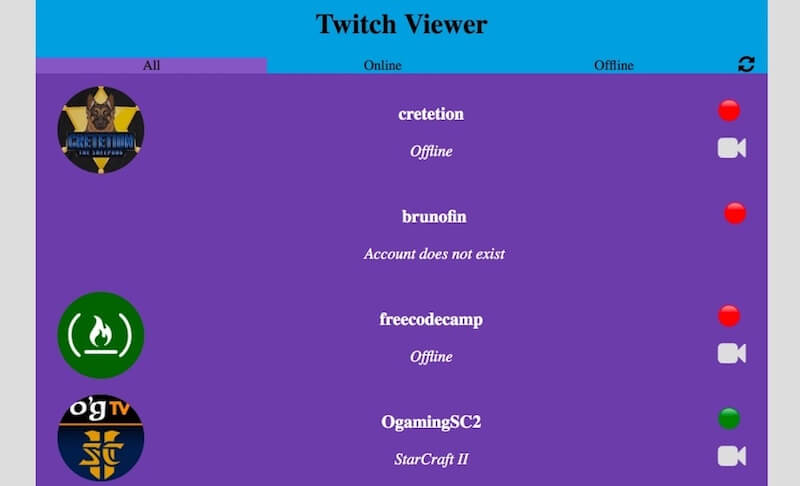 Twitch Viewer
All Online Offline
CRETETION
THE SHEEPDOG
cretetion
Offline
brunofin
Account does not exist
freecodecamp
Offline
o'g TV
SC
OgamingSC2
StarCraft II